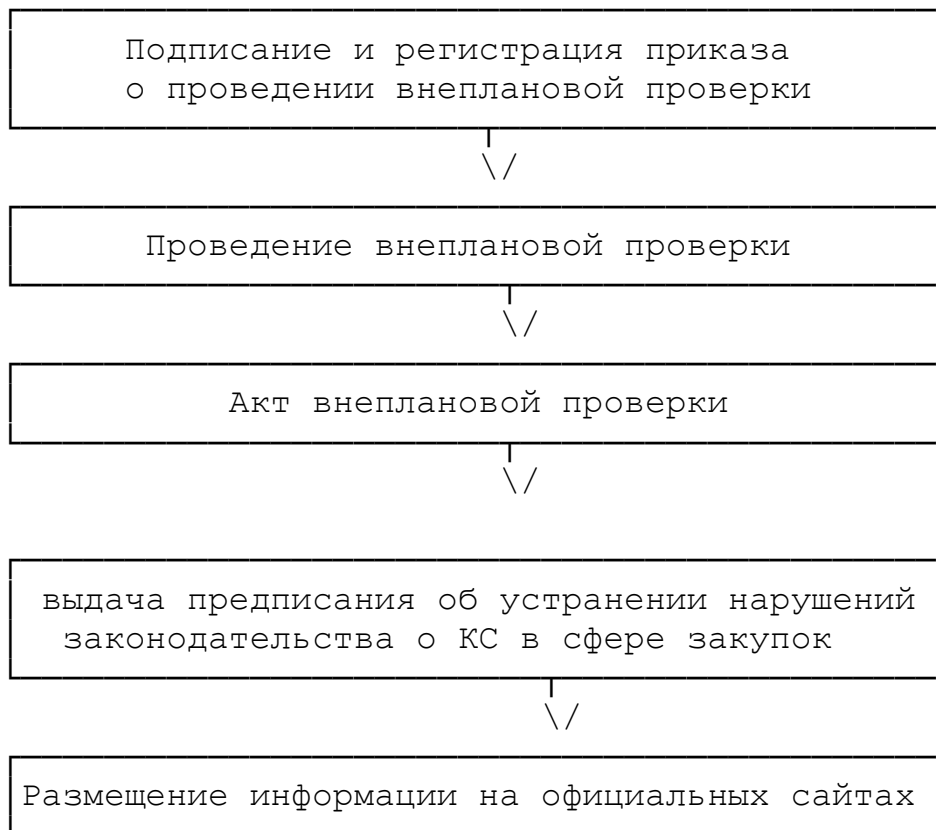 Подписание и регистрация приказа
о проведении внеплановой проверки
\/
Проведение внеплановой проверки
\/
Акт внеплановой проверки
\/
выдача предписания об устранении нарушений
законодательства о КС в сфере закупок
\/
Размещение информации на официальных сайтах